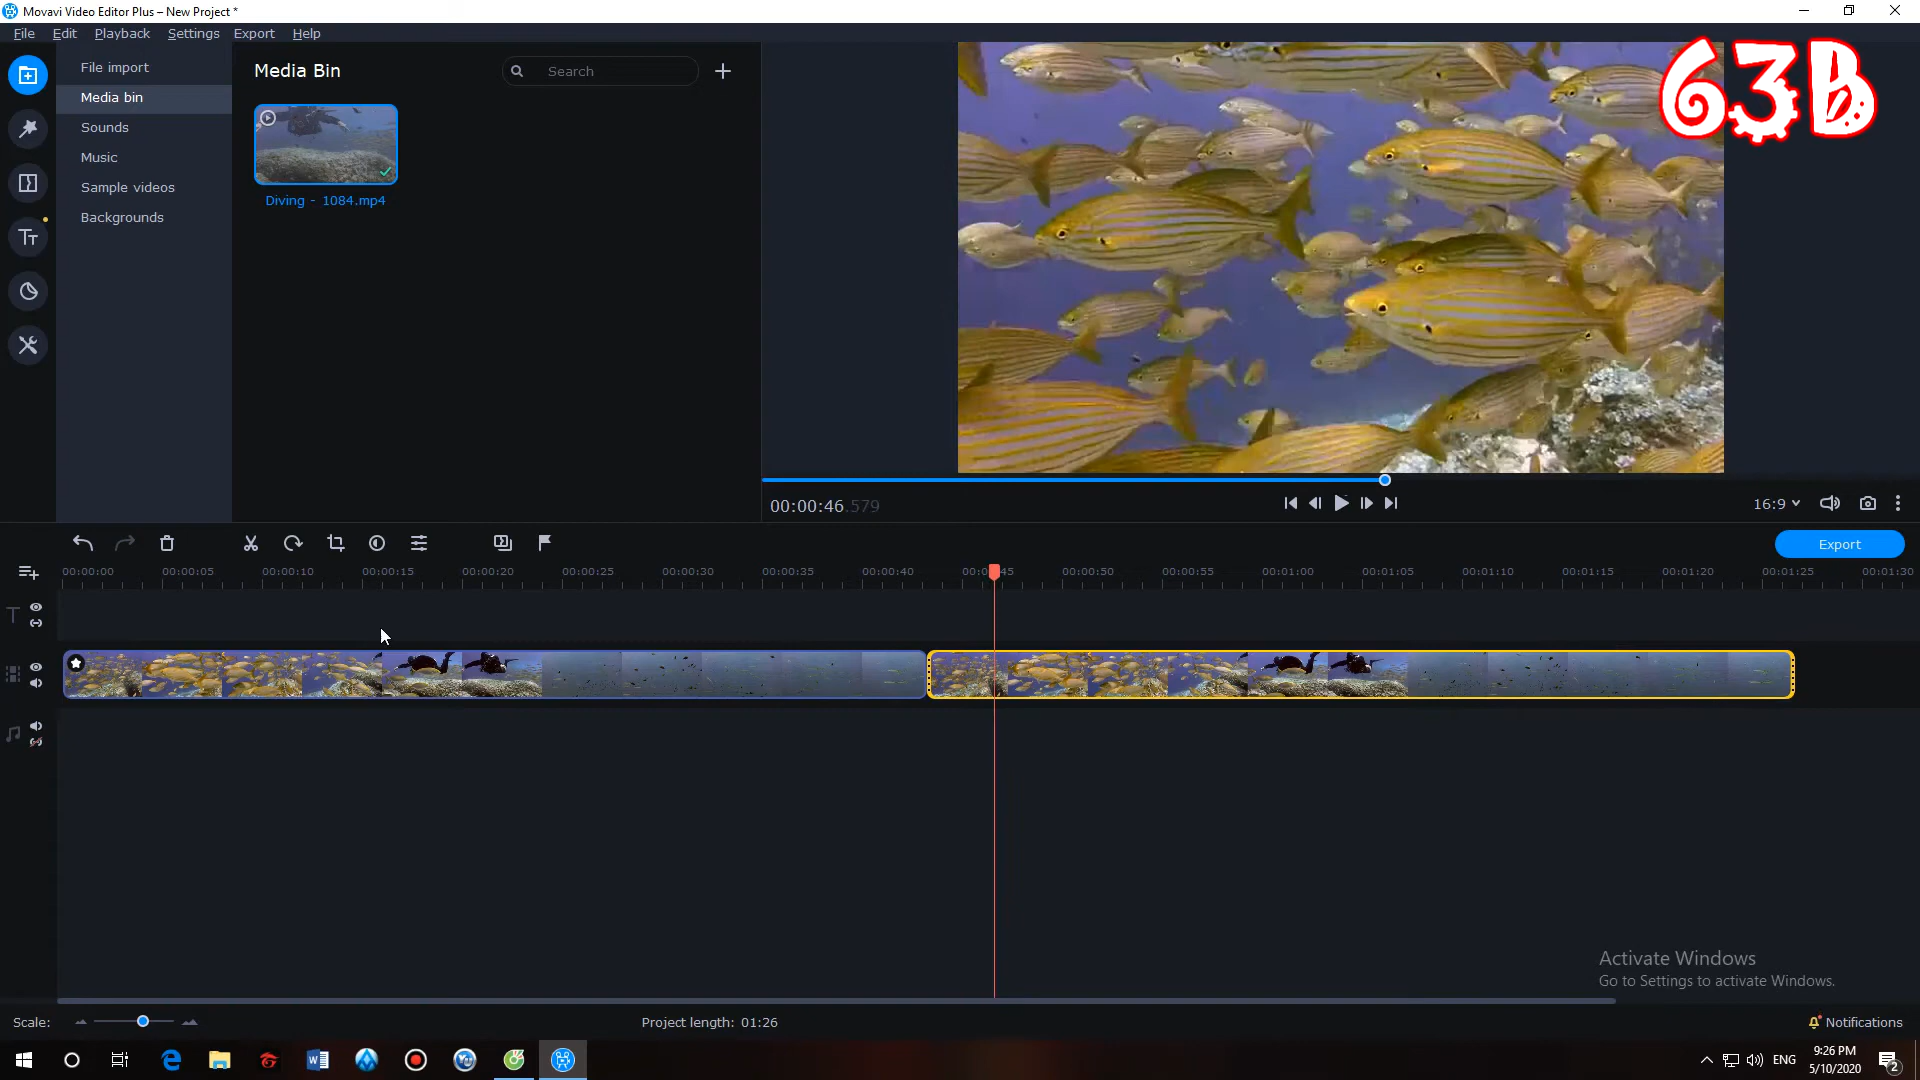 Movavi Video Editor Plus – New Project *
File Edit Playback Settings Export Help
File import
Media bin
Sounds
Music
Sample videos
Backgrounds
Media Bin
Search
Diving - 1084.mp4
63B
00:00:46.579
16:9
Export
00:00:00 00:00:05 00:00:10 00:00:15 00:00:20 00:00:25 00:00:30 00:00:35 00:00:40 00:00:45 00:00:50 00:00:55 00:01:00 00:01:05 00:01:10 00:01:15 00:01:20 00:01:25 00:01:30
Activate Windows
Go to Settings to activate Windows.
Scale:
Project length: 01:26
Notifications
ENG
9:26 PM
5/10/2020
2